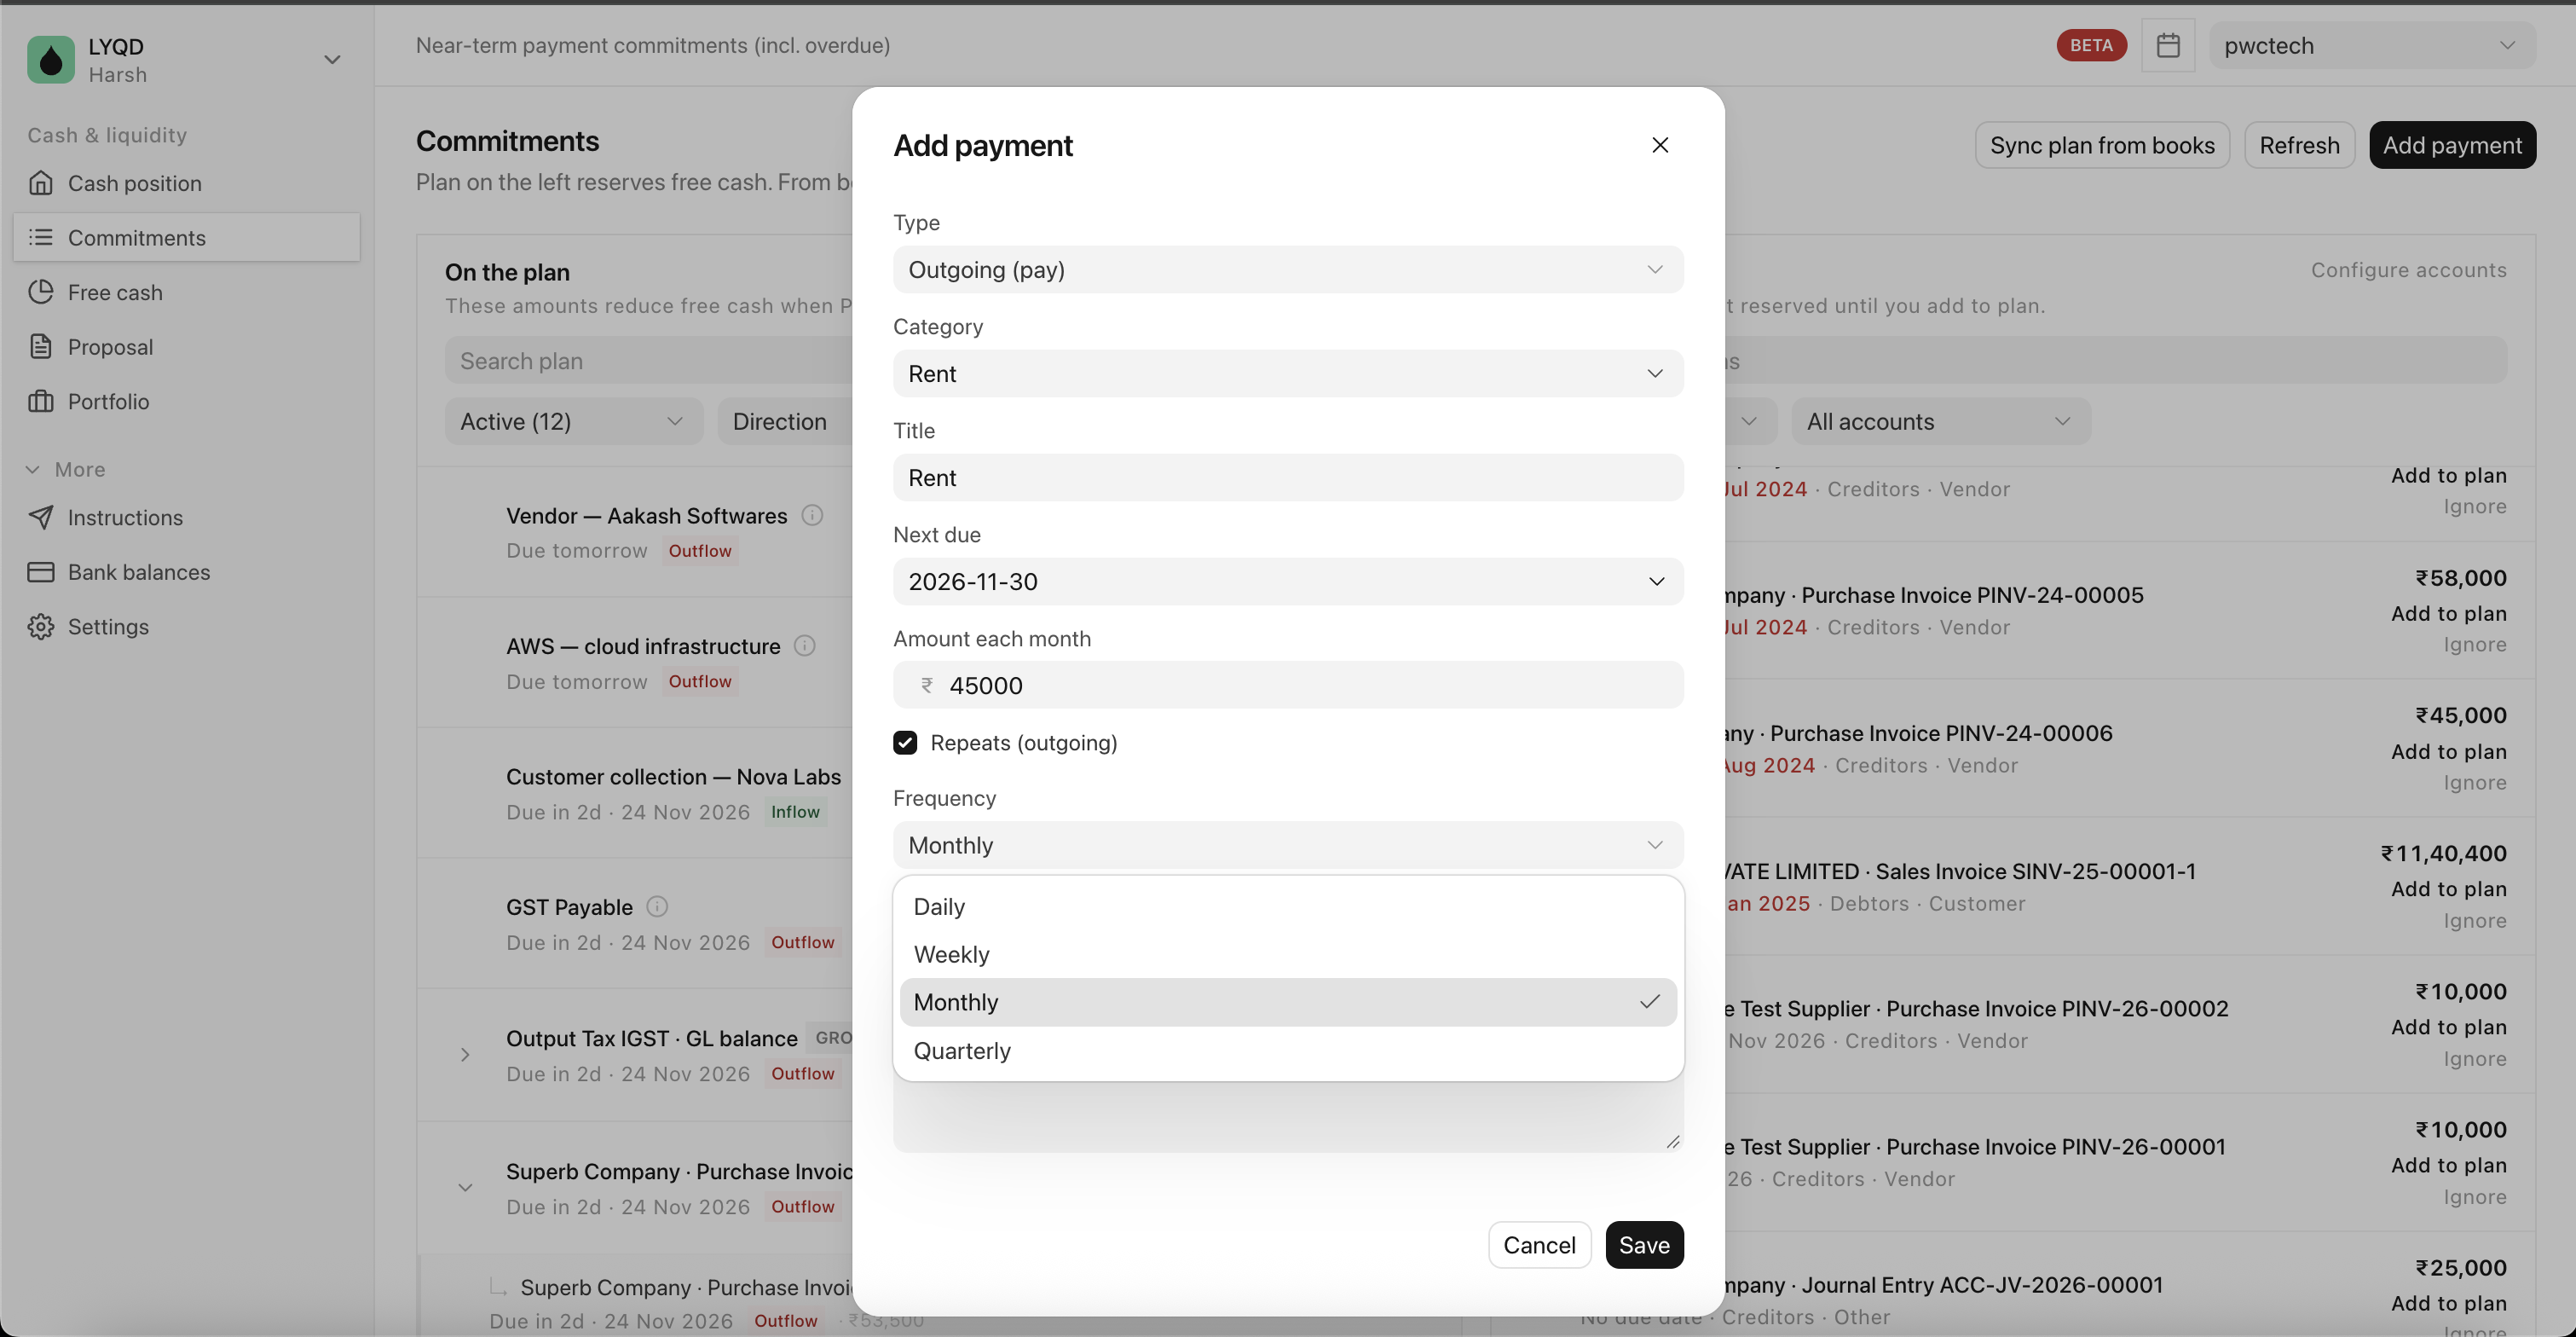 LYQD
Harsh
Cash & liquidity
Cash position
Commitments
Free cash
Proposal
Portfolio
More
Instructions
Bank balances
Settings
Near-term payment commitments (incl. overdue)
BETA
pwctech
Commitments
Plan on the left reserves free cash. From
Sync plan from books
Refresh
Add payment
On the plan
These amounts reduce free cash when
Search plan
Active (12)
Direction
Vendor — Aakash Softwares
Due tomorrow Outflow
AWS — cloud infrastructure
Due tomorrow Outflow
Customer collection — Nova Labs
Due in 2d · 24 Nov 2026 Inflow
GST Payable
Due in 2d · 24 Nov 2026 Outflow
Output Tax IGST · GL balance
Due in 2d · 24 Nov 2026 Outflow
Superb Company · Purchase
Due in 2d · 24 Nov 2026 Outflow
Superb Company · Purchase
Due in 2d · 24 Nov 2026 Outflow · ₹53,500
Add payment
Type
Outgoing (pay)
Category
Rent
Title
Rent
Next due
2026-11-30
Amount each month
₹ 45000
Repeats (outgoing)
Frequency
Monthly
Daily
Weekly
Monthly
Quarterly
Cancel
Save
Configure accounts
reserved until you add to plan.
All accounts
Add to plan
Jul 2024 · Creditors · Vendor
Ignore
₹58,000
· Purchase Invoice PINV-24-00005
Add to plan
Jul 2024 · Creditors · Vendor
Ignore
₹45,000
· Purchase Invoice PINV-24-00006
Add to plan
Aug 2024 · Creditors · Vendor
Ignore
₹11,40,400
LIMITED · Sales Invoice SINV-25-00001-1
Add to plan
2025 · Debtors · Customer
Ignore
₹10,000
Test Supplier · Purchase Invoice PINV-26-00002
Add to plan
Nov 2026 · Creditors · Vendor
Ignore
₹10,000
Test Supplier · Purchase Invoice PINV-26-00001
Add to plan
26 · Creditors · Vendor
Ignore
₹25,000
· Journal Entry ACC-JV-2026-00001
Add to plan
No due date · Creditors · Other
Ignore